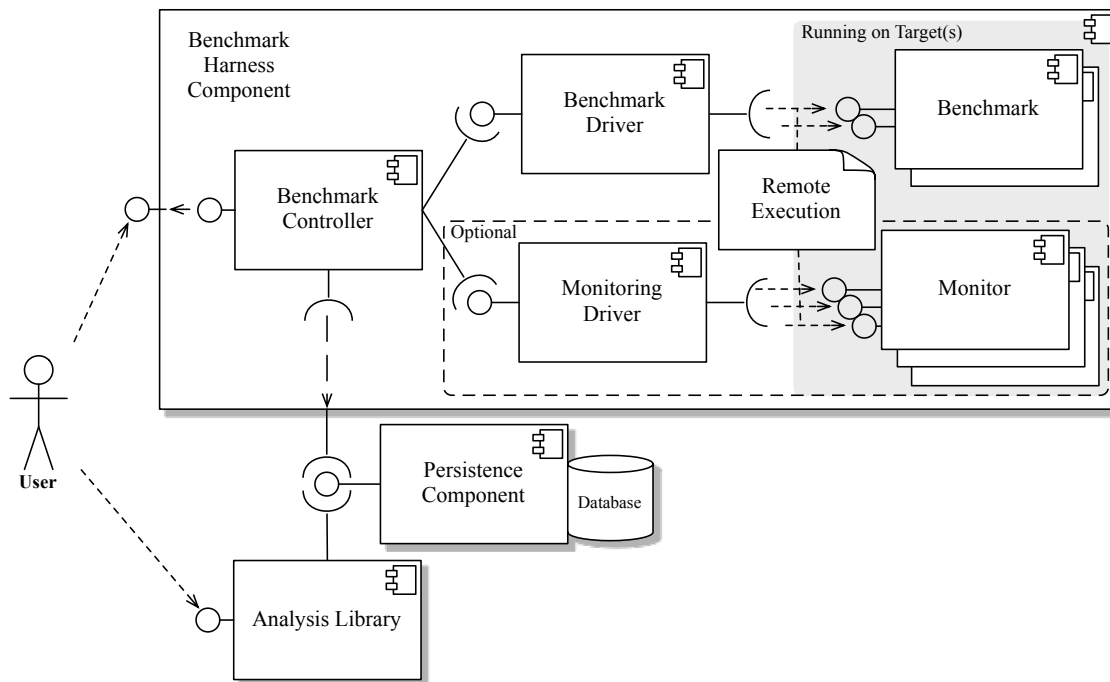 Benchmark
Harness
Component
Running on Target(s)
Benchmark
Driver
Benchmark
Benchmark
Controller
Remote
Execution
Optional
Monitoring
Driver
Monitor
User
Persistence
Component
Database
Analysis Library